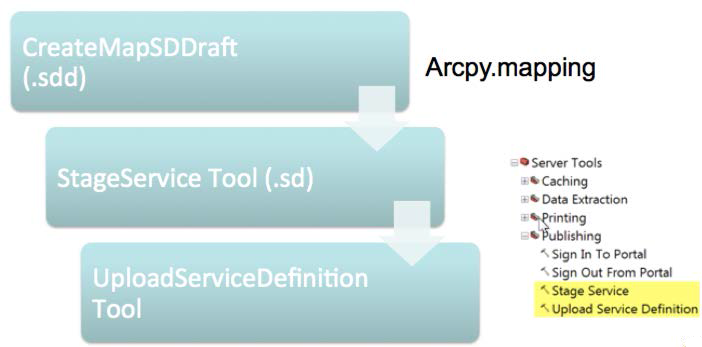 CreateMapSDDraft
(.sdd)
Arcpy.mapping
StageService Tool (.sd)
UploadServiceDefinition
Tool
Server Tools
Caching
Data Extraction
Printing
Publishing
Sign In To Portal
Sign Out From Portal
Stage Service
Upload Service Definition